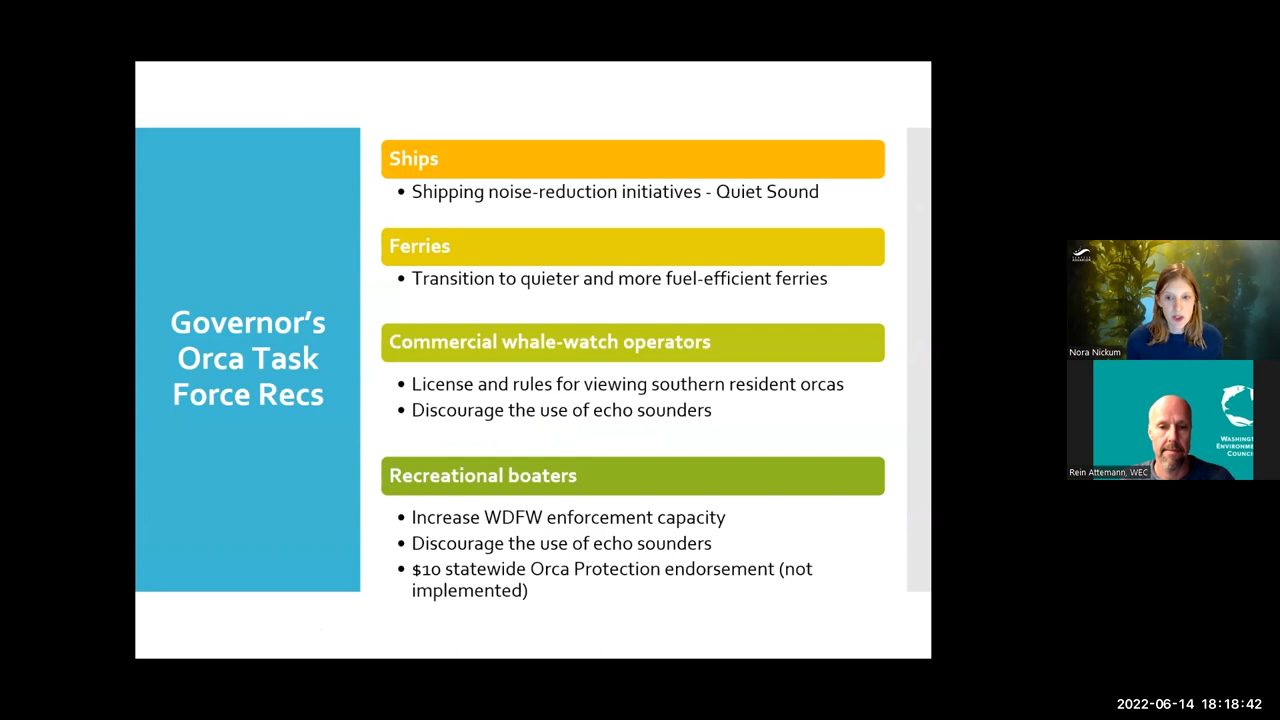 Governor's
Orca Task
Force Recs
Ships
• Shipping noise-reduction initiatives - Quiet Sound
Ferries
• Transition to quieter and more fuel-efficient ferries
Commercial whale-watch operators
• License and rules for viewing southern resident orcas
• Discourage the use of echo sounders
Recreational boaters
• Increase WDFW enforcement capacity
• Discourage the use of echo sounders
• $10 statewide Orca Protection endorsement (not
implemented)
Nora Nickum
Washing
Environme
Counc
Rein Attemann, WEC
2022-06-14 18:18:42